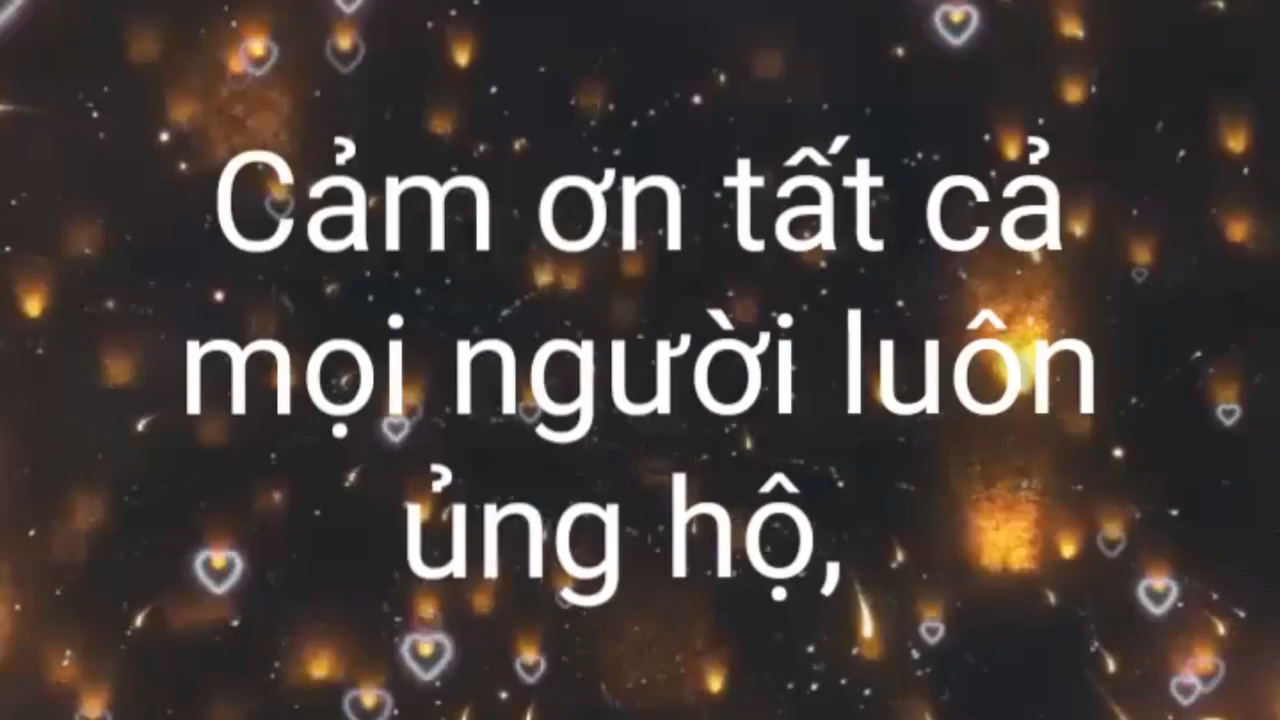 Cảm ơn tất cả
mọi người luôn
ủng hộ,